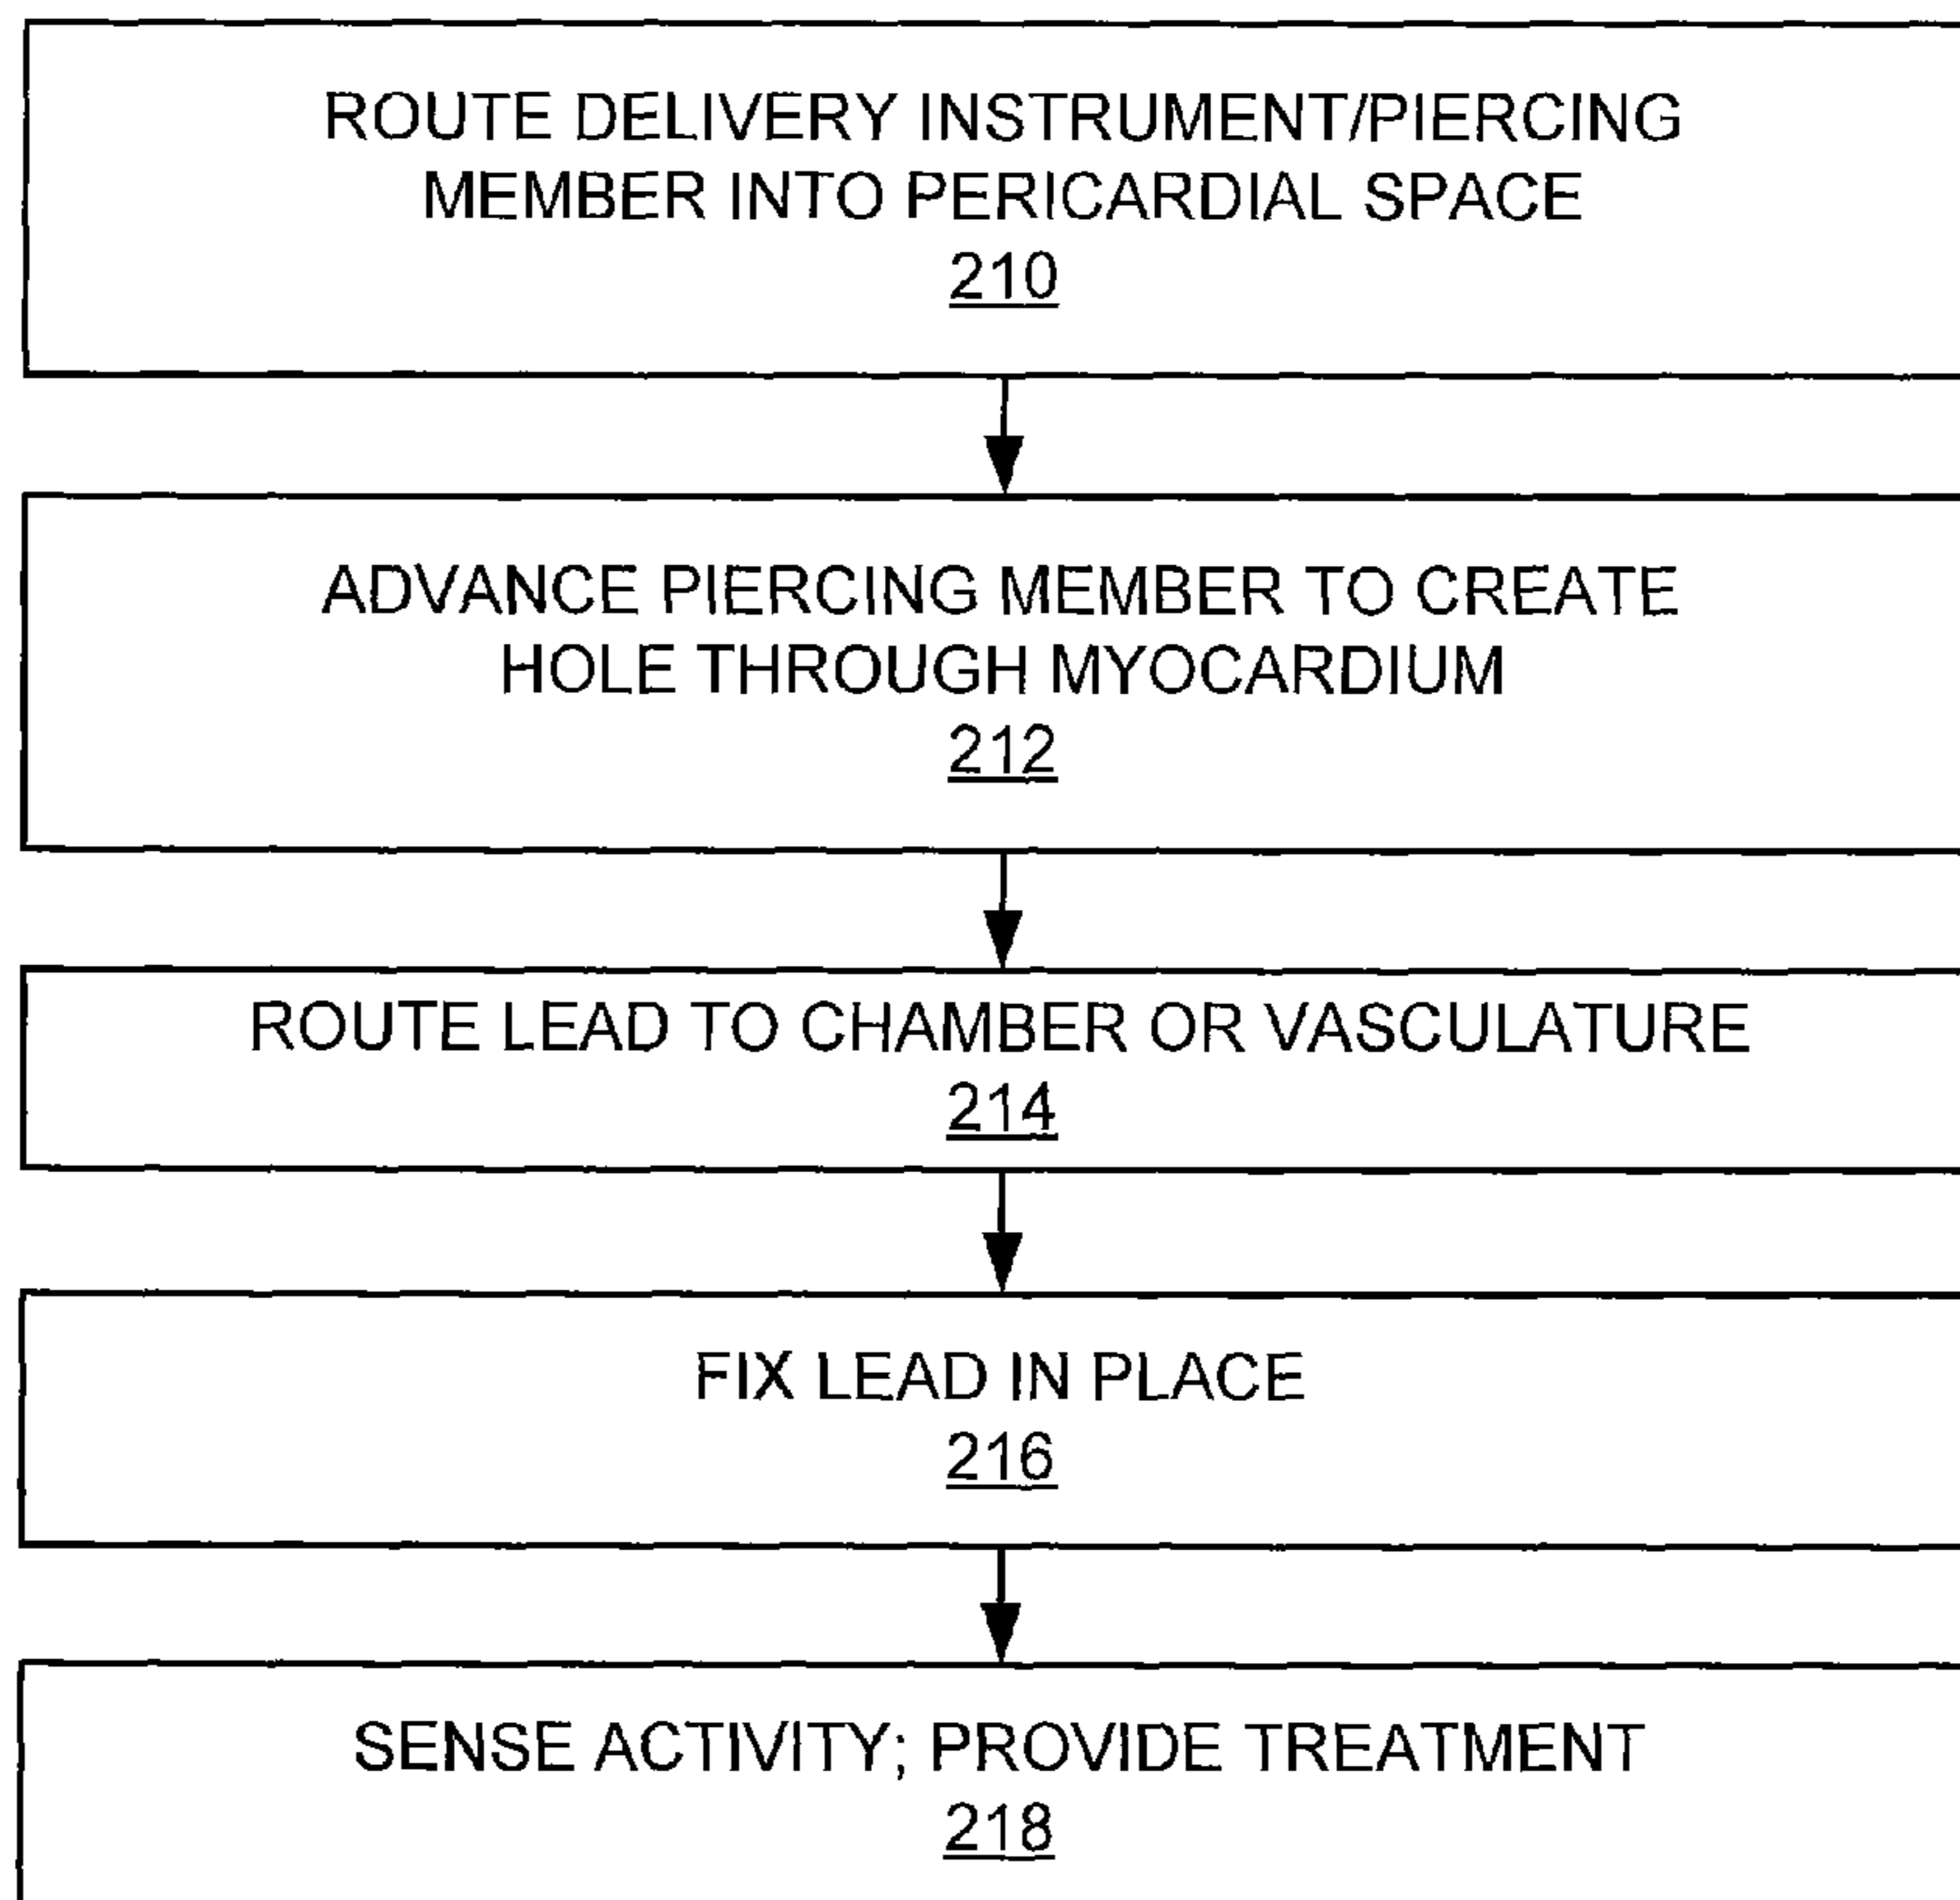 ROUTE DELIVERY INSTRUMENT/PIERCING
MEMBER INTO PERICARDIAL SPACE
210
ADVANCE PIERCING MEMBER TO CREATE
HOLE THROUGH MYOCARDIUM
212
ROUTE LEAD TO CHAMBER OR VASCULATURE
214
FIX LEAD IN PLACE
216
SENSE ACTIVITY; PROVIDE TREATMENT
218